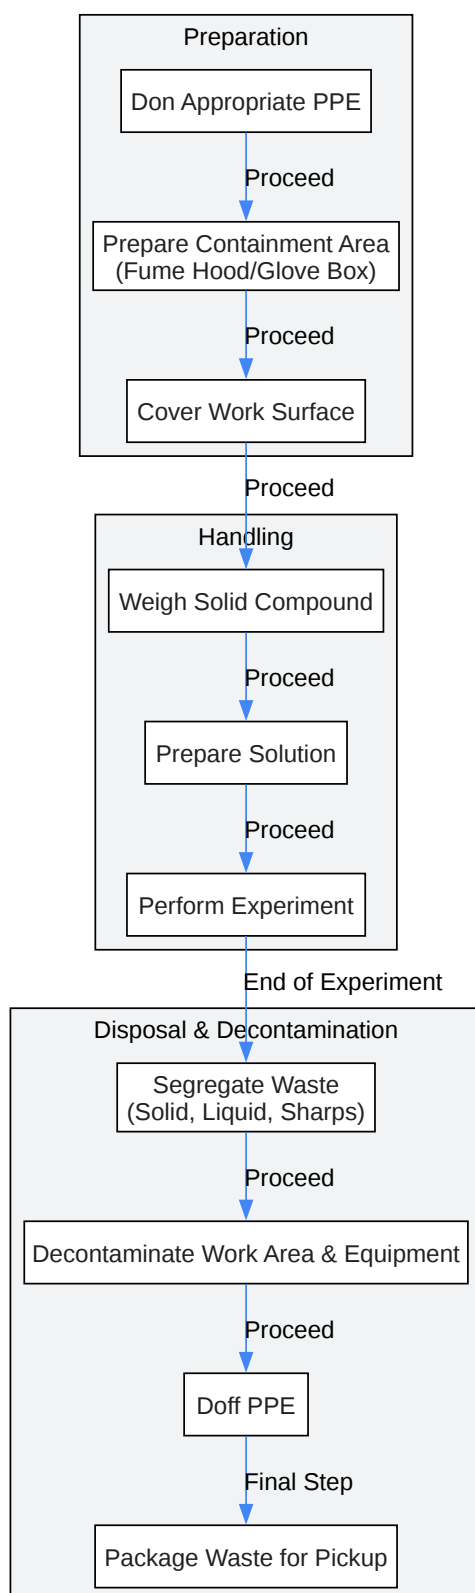 Preparation
Don Appropriate PPE
Proceed
Prepare Containment Area
(Fume Hood/Glove Box)
Proceed
Cover Work Surface
Proceed
Handling
Weigh Solid Compound
Proceed
Prepare Solution
Proceed
Perform Experiment
End of Experiment
Disposal & Decontamination
Segregate Waste
(Solid, Liquid, Sharps)
Proceed
Decontaminate Work Area & Equipment
Proceed
Doff PPE
Final Step
Package Waste for Pickup